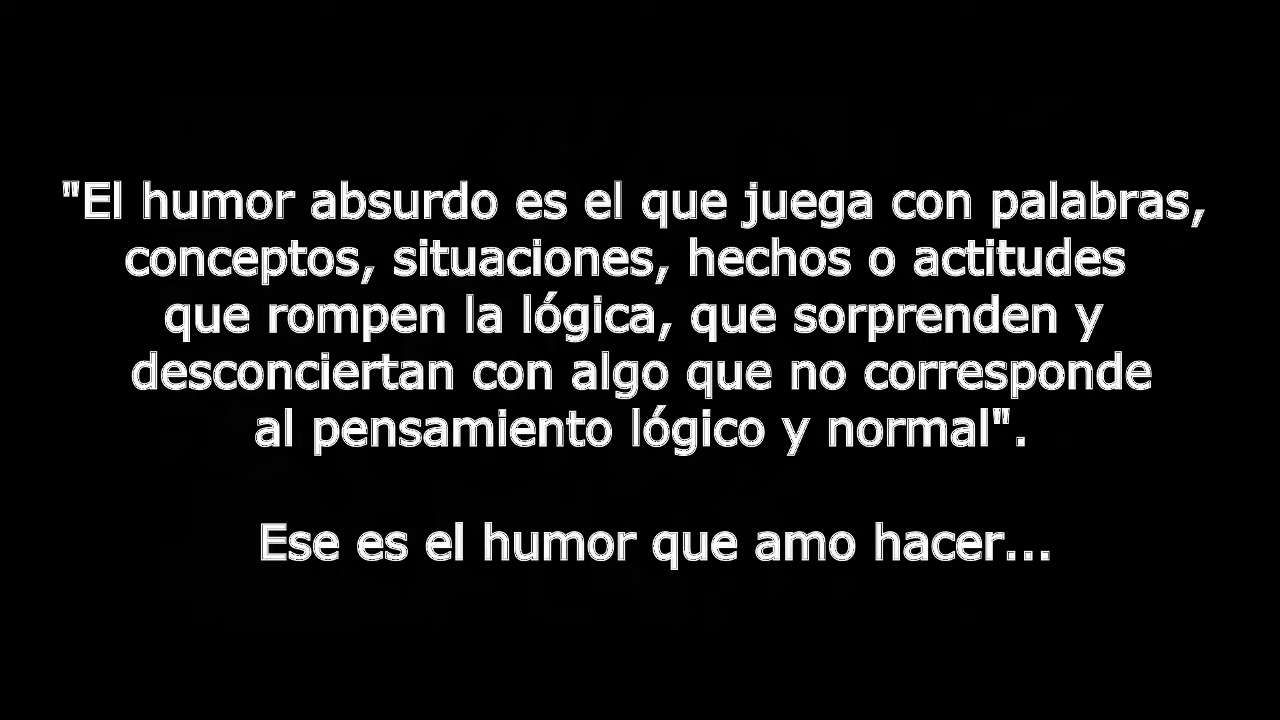 "El humor absurdo es el que juega con palabras,
conceptos, situaciones, hechos o actitudes
que rompen la lógica, que sorprenden y
desconciertan con algo que no corresponde
al pensamiento lógico y normal".
Ese es el humor que amo hacer...